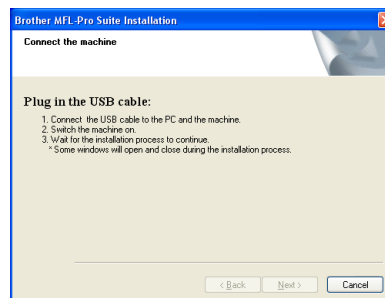 Brother MFL-Pro Suite Installation
Connect the machine
Plug in the USB cable:
1. Connect the USB cable to the PC and the machine.
2. Switch the machine on.
3. Wait for the installation process to continue.
* Some windows will open and close during the installation process.
< Back
Next >
Cancel